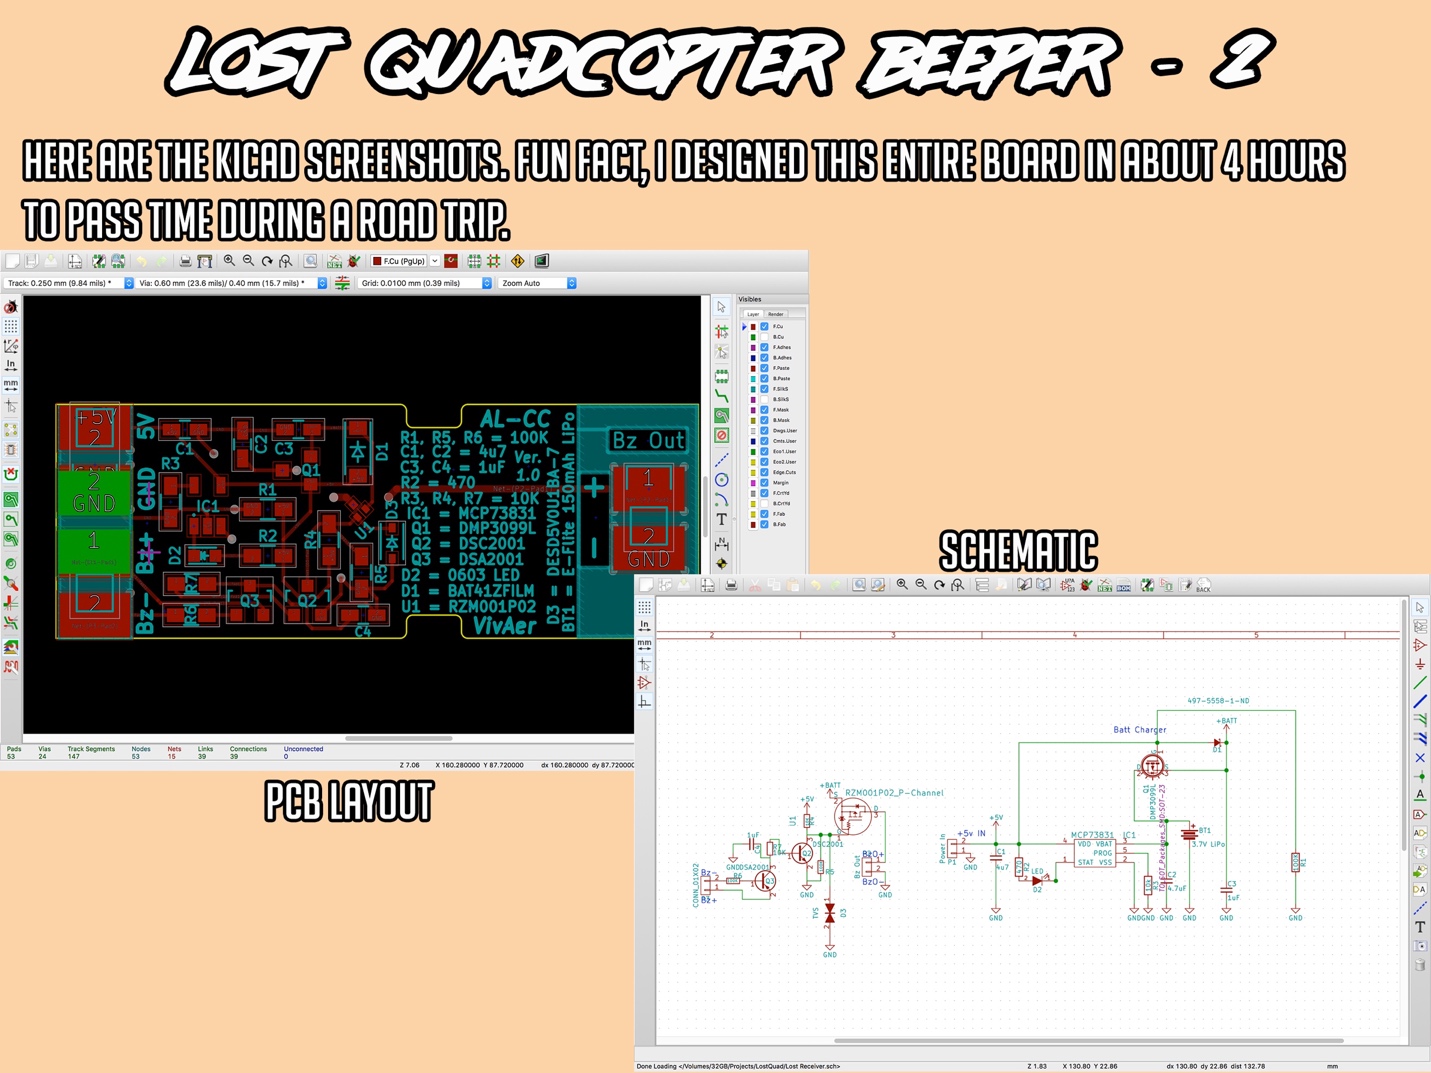 LOST QUADCOPTER BEEPER - 2
HERE ARE THE KICAD SCREENSHOTS. FUN FACT, I DESIGNED THIS ENTIRE BOARD IN ABOUT 4 HOURS
TO PASS TIME DURING A ROAD TRIP.
F.Cu (PgUp)
Track: 0.250 mm (9.84 mils) *
Via: 0.60 mm (23.6 mils)/ 0.40 mm (15.7 mils) *
Grid: 0.0100 mm (0.39 mils)
Zoom Auto
Visibles
Layer Render
F.Cu
B.Cu
F.Adhes
B.Adhes
F.Paste
B.Paste
F.SilkS
B.SilkS
F.Mask
B.Mask
Dwgs.User
Cmts.User
Eco1.User
Eco2.User
Edge.Cuts
Margin
F.CrtYd
B.CrtYd
F.Fab
B.Fab
In
mm
+5V
2
2
GND
1
2
5V
GND
Bz+
Bz-
C1
C2
C3
D1
R3
Q1
R1
IC1
R2
R4
U1
D3
D2
R7
R6
Q3
Q2
R5
C4
AL-CC
R1, R5, R6 = 100K
C1, C2 = 4u7
Ver.
C3, C4 = 1uF
1.0
R2 = 470
R3, R4, R7 = 10K
IC1 = MCP73831
Q1 = DMP3099L
Q2 = DSC2001
Q3 = DSA2001
D2 = 0603 LED
D1 = BAT41ZFILM
U1 = RZM001P02
VivAer
D3 = DESD5V0U1BA-7
BT1 = E-Flite 150mAh LiPo
Bz Out
+
-
1
2
GND
Pads Vias Track Segments Nodes Nets Links Connections Unconnected
53 24 147 53 15 39 39 0
Z 7.06 X 160.280000 Y 87.720000 dx 160.280000 dy 87.720000
PCB LAYOUT
SCHEMATIC
BACK
In
mm
2 3 4 5
497-5558-1-ND
+BATT
Batt Charger
D1
Q1
DMP3099L
TO_SOT_Packages_SMD:SOT-23
BT1
3.7V LiPo
+5V
+5v IN
Power In
P1
GND
C1
4u7
R2
470
LED
D2
MCP73831 IC1
VDD VBAT
PROG
STAT VSS
R3
C2
4.7uF
C3
1uF
R1
100K
GND
GND
GND
GND
GND
GND
GND
+BATT
RZM001P02_P-Channel
+5V
U1
R4
DSC2001
Q2
1uF
GND
DSA2001
R6
Q3
R5
GND
CONN_01X02
Bz-
Bz+
BzO+
Bz Out
BzO-
GND
TVS
D3
GND
Done Loading </Volumes/32GB/Projects/LostQuad/Lost Receiver.sch>
Z 1.83 X 130.80 Y 22.86 dx 130.80 dy 22.86 dist 132.78 mm